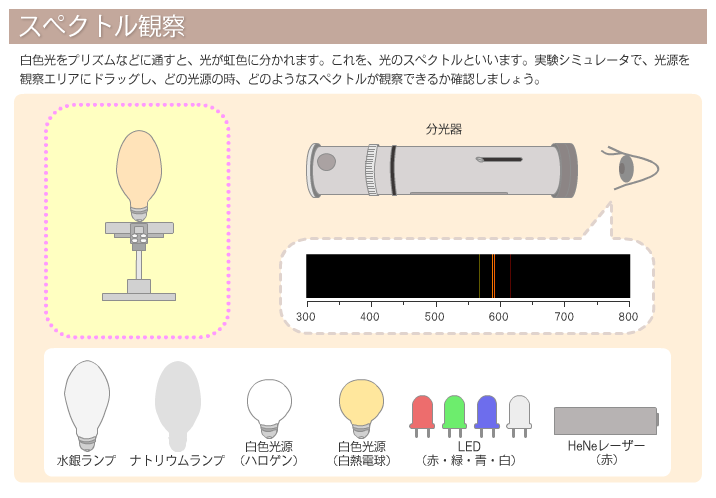 スペクトル観察
白色光をプリズムなどに通すと、光が虹色に分かれます。これを、光のスペクトルといいます。実験シミュレータで、光源を
観察エリアにドラッグし、どの光源の時、どのようなスペクトルが観察できるか確認しましょう。
分光器
300 400 500 600 700 800
水銀ランプ
ナトリウムランプ
白色光源
（ハロゲン）
白色光源
（白熱電球）
LED
（赤・緑・青・白）
HeNeレーザー
（赤）